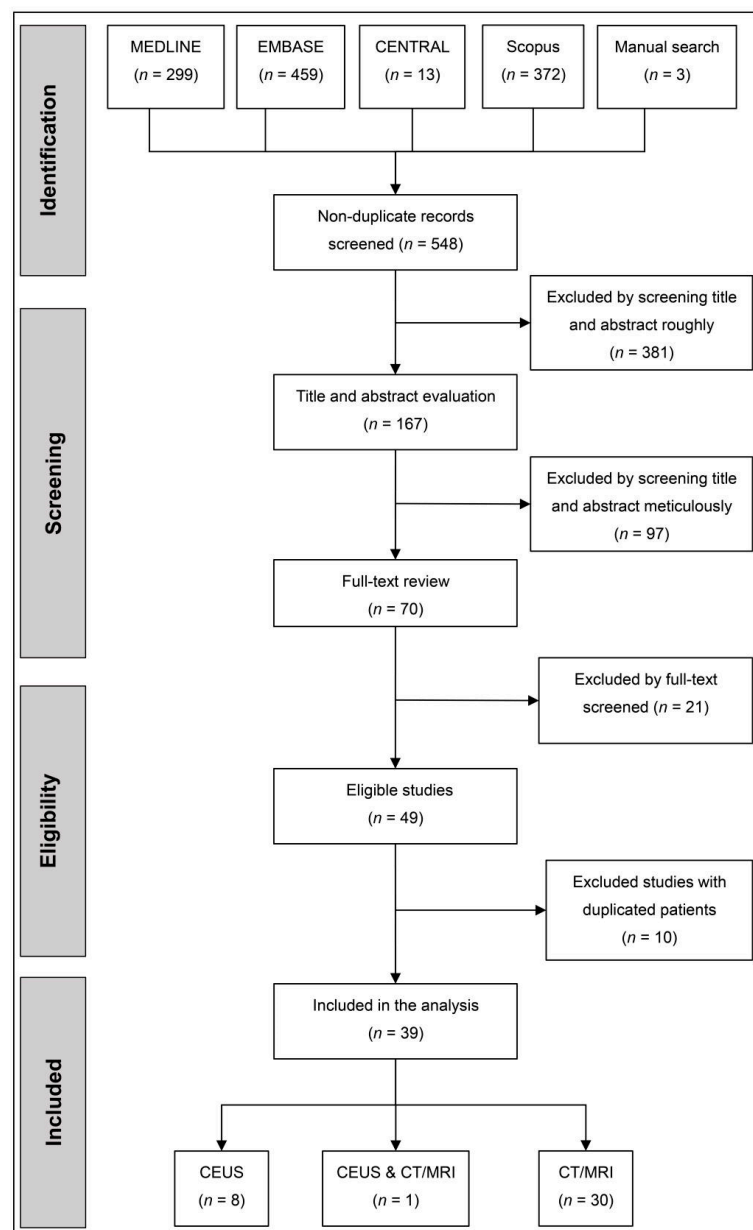 Identification
MEDLINE
(n = 299)
EMBASE
(n = 459)
CENTRAL
(n = 13)
Scopus
(n = 372)
Manual search
(n = 3)
Non-duplicate records
screened (n = 548)
Excluded by screening title
and abstract roughly
(n = 381)
Screening
Title and abstract evaluation
(n = 167)
Excluded by screening title
and abstract meticulously
(n = 97)
Full-text review
(n = 70)
Eligibility
Excluded by full-text
screened (n = 21)
Eligible studies
(n = 49)
Excluded studies with
duplicated patients
(n = 10)
Included
Included in the analysis
(n = 39)
CEUS
(n = 8)
CEUS & CT/MRI
(n = 1)
CT/MRI
(n = 30)